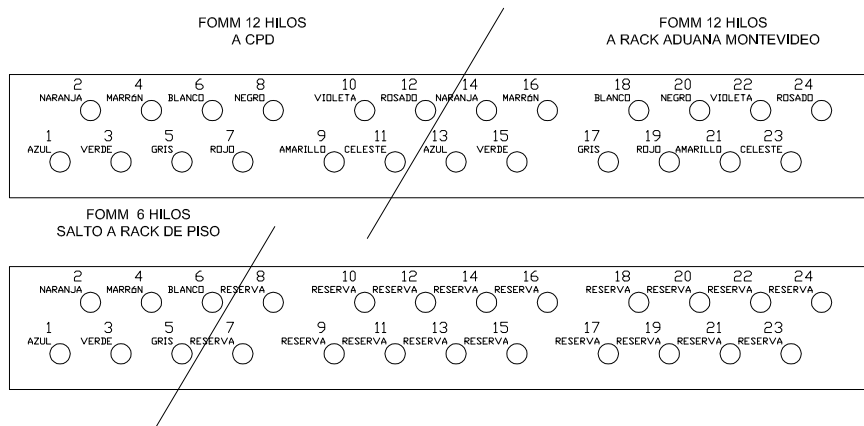 FOMM 12 HILOS
A CPD
FOMM 12 HILOS
A RACK ADUANA MONTEVIDEO
2 4 6 8 10 12 14 16 18 20 22 24
NARANJA MARRóN BLANCO NEGRO VIOLETA ROSADO NARANJA MARRóN BLANCO NEGRO VIOLETA ROSADO
1 3 5 7 9 11 13 15 17 19 21 23
AZUL VERDE GRIS ROJO AMARILLO CELESTE AZUL VERDE GRIS ROJO AMARILLO CELESTE
FOMM 6 HILOS
SALTO A RACK DE PISO
2 4 6 8 10 12 14 16 18 20 22 24
NARANJA MARRóN BLANCO RESERVA RESERVA RESERVA RESERVA RESERVA RESERVA RESERVA RESERVA RESERVA
1 3 5 7 9 11 13 15 17 19 21 23
AZUL VERDE GRIS RESERVA RESERVA RESERVA RESERVA RESERVA RESERVA RESERVA RESERVA RESERVA